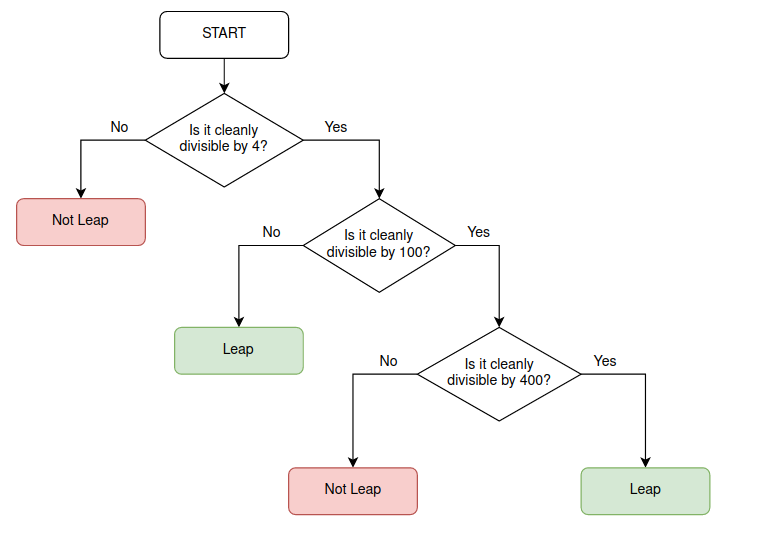 START
No
Is it cleanly
divisible by 4?
Yes
Not Leap
No
Is it cleanly
divisible by 100?
Yes
Leap
No
Is it cleanly
divisible by 400?
Yes
Not Leap
Leap